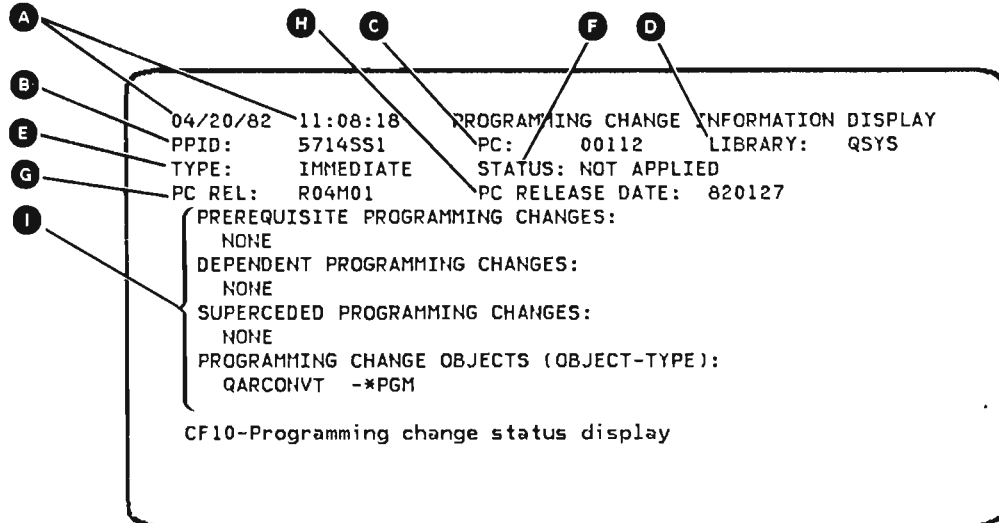 A H C F D
B
E
G
I
04/20/82 11:08:18 PROGRAMMING CHANGE INFORMATION DISPLAY
PPID: 5714SS1 PC: 00112 LIBRARY: QSYS
TYPE: IMMEDIATE STATUS: NOT APPLIED
PC REL: R04M01 PC RELEASE DATE: 820127
PREREQUISITE PROGRAMMING CHANGES:
NONE
DEPENDENT PROGRAMMING CHANGES:
NONE
SUPERCEDED PROGRAMMING CHANGES:
NONE
PROGRAMMING CHANGE OBJECTS (OBJECT-TYPE):
QARCONVT -*PGM
CF10-Programming change status display